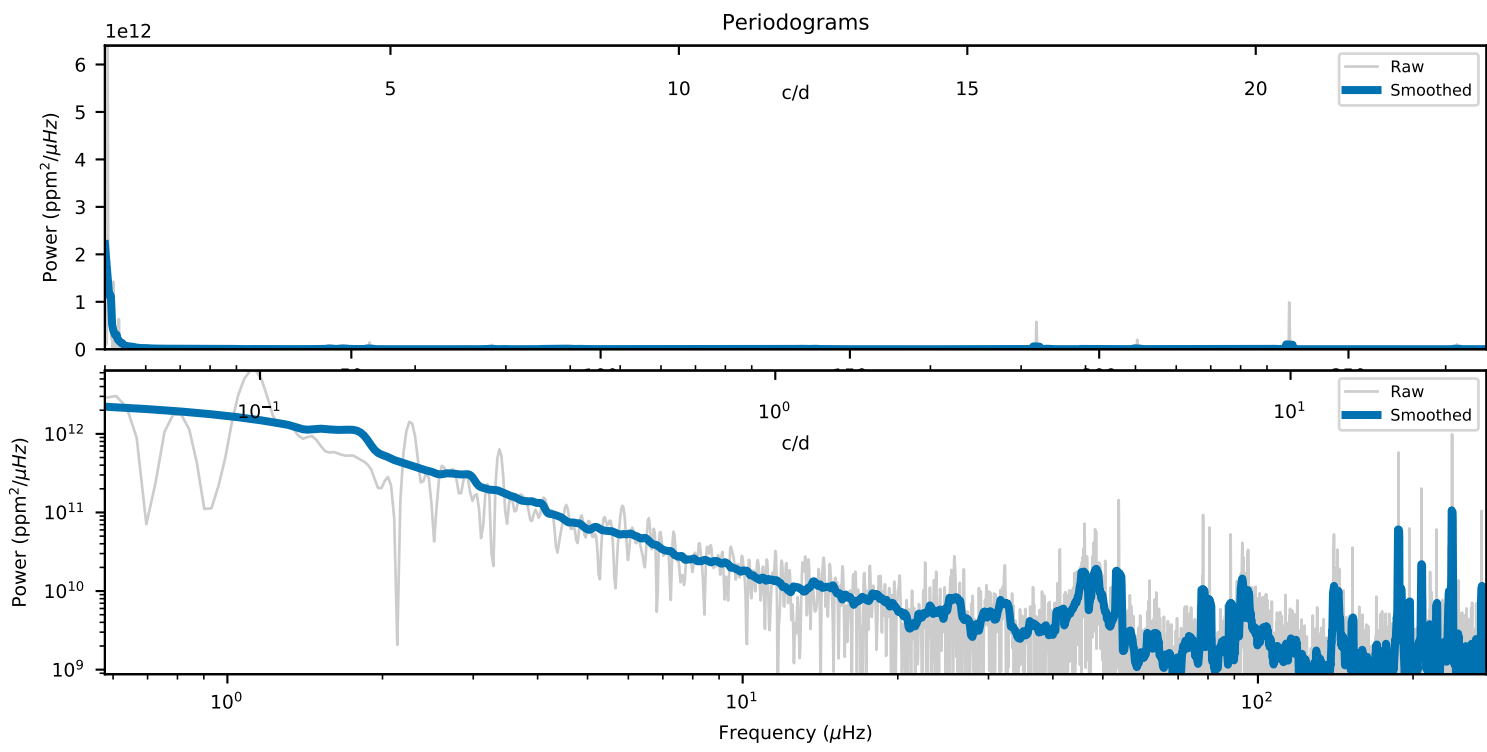 Periodograms
1e12
5 10 15 20
c/d
Raw
Smoothed
6
5
4
3
2
1
0
Power (ppm²/μHz)
10⁻¹ 10⁰ 10¹
c/d
Raw
Smoothed
10¹²
10¹¹
10¹⁰
10⁹
Power (ppm²/μHz)
10⁰ 10¹ 10²
Frequency (μHz)